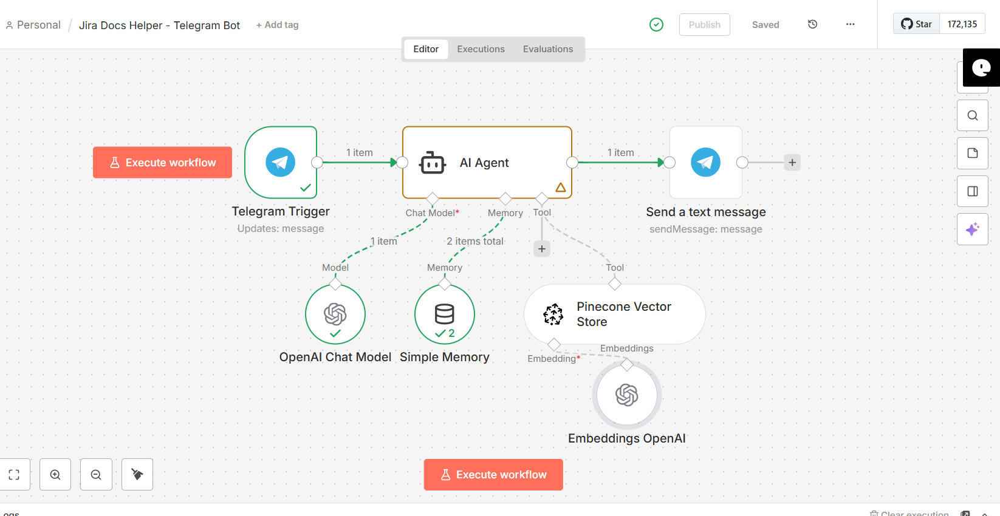 Personal / Jira Docs Helper - Telegram Bot + Add tag
Publish Saved Star 172,135
Editor Executions Evaluations
Execute workflow
1 item
AI Agent
1 item
Telegram Trigger
Updates: message
Chat Model*
Memory
Tool
Send a text message
sendMessage: message
1 item
2 items total
Model
Memory
Tool
Pinecone Vector
Store
2
OpenAI Chat Model
Simple Memory
Embedding*
Embeddings
Embeddings OpenAI
Execute workflow
Clear execution